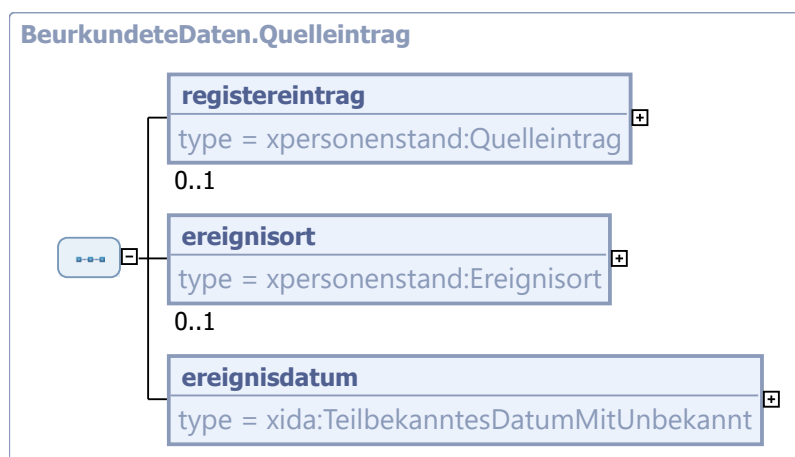 BeurkundeteDaten.Quelleintrag
registereintrag
type = xpersonenstand:Quelleintrag
0..1
ereignisort
type = xpersonenstand:Ereignisort
0..1
ereignisdatum
type = xida:TeilbekanntesDatumMitUnbekannt